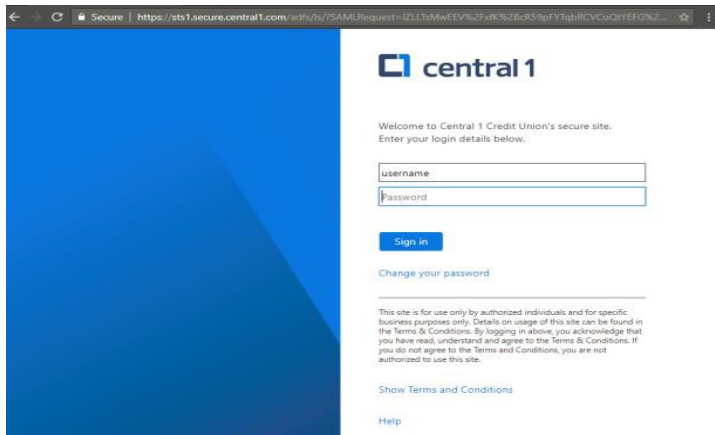 Secure | https://sts1.secure.central1.com/adfs/ls/?SAMLRequest=
central 1
Welcome to Central 1 Credit Union's secure site.
Enter your login details below.
username
Password
Sign in
Change your password
This site is for use only by authorized individuals and for specific
business purposes only. Details on usage of this site can be found in
the Terms & Conditions. By logging in above, you acknowledge that
you have read, understand and agree to the Terms & Conditions. If
you do not agree to the Terms and Conditions, you are not
authorized to use this site.
Show Terms and Conditions
Help